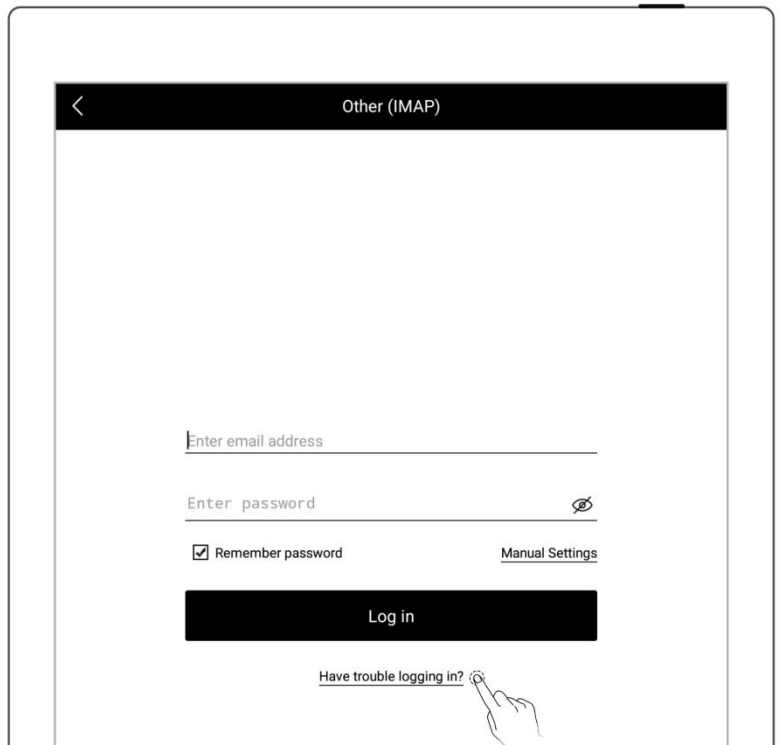 Other (IMAP)
Enter email address
Enter password
Remember password Manual Settings
Log in
Have trouble logging in?